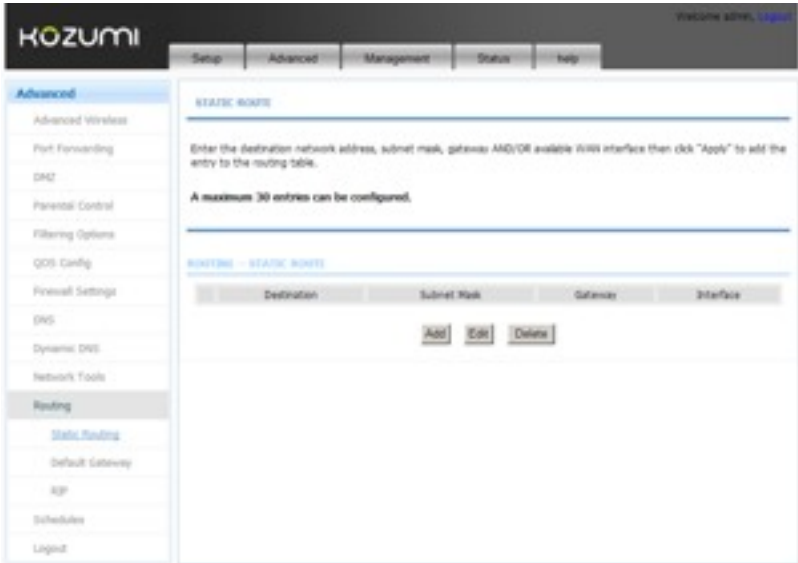 Welcome admin, Logout
KOZUMI
Setup
Advanced
Management
Status
help
Advanced
Advanced Wireless
Port Forwarding
DMZ
Parental Control
Filtering Options
QOS Config
Firewall Settings
DNS
Dynamic DNS
Network Tools
Routing
Static Routing
Default Gateway
RIP
Schedules
Logout
STATIC ROUTE
Enter the destination network address, subnet mask, gateway AND/OR available WAN interface then click "Apply" to add the
entry to the routing table.
A maximum 30 entries can be configured.
ROUTING -- STATIC ROUTE
Destination
Subnet Mask
Gateway
Interface
Add
Edit
Delete